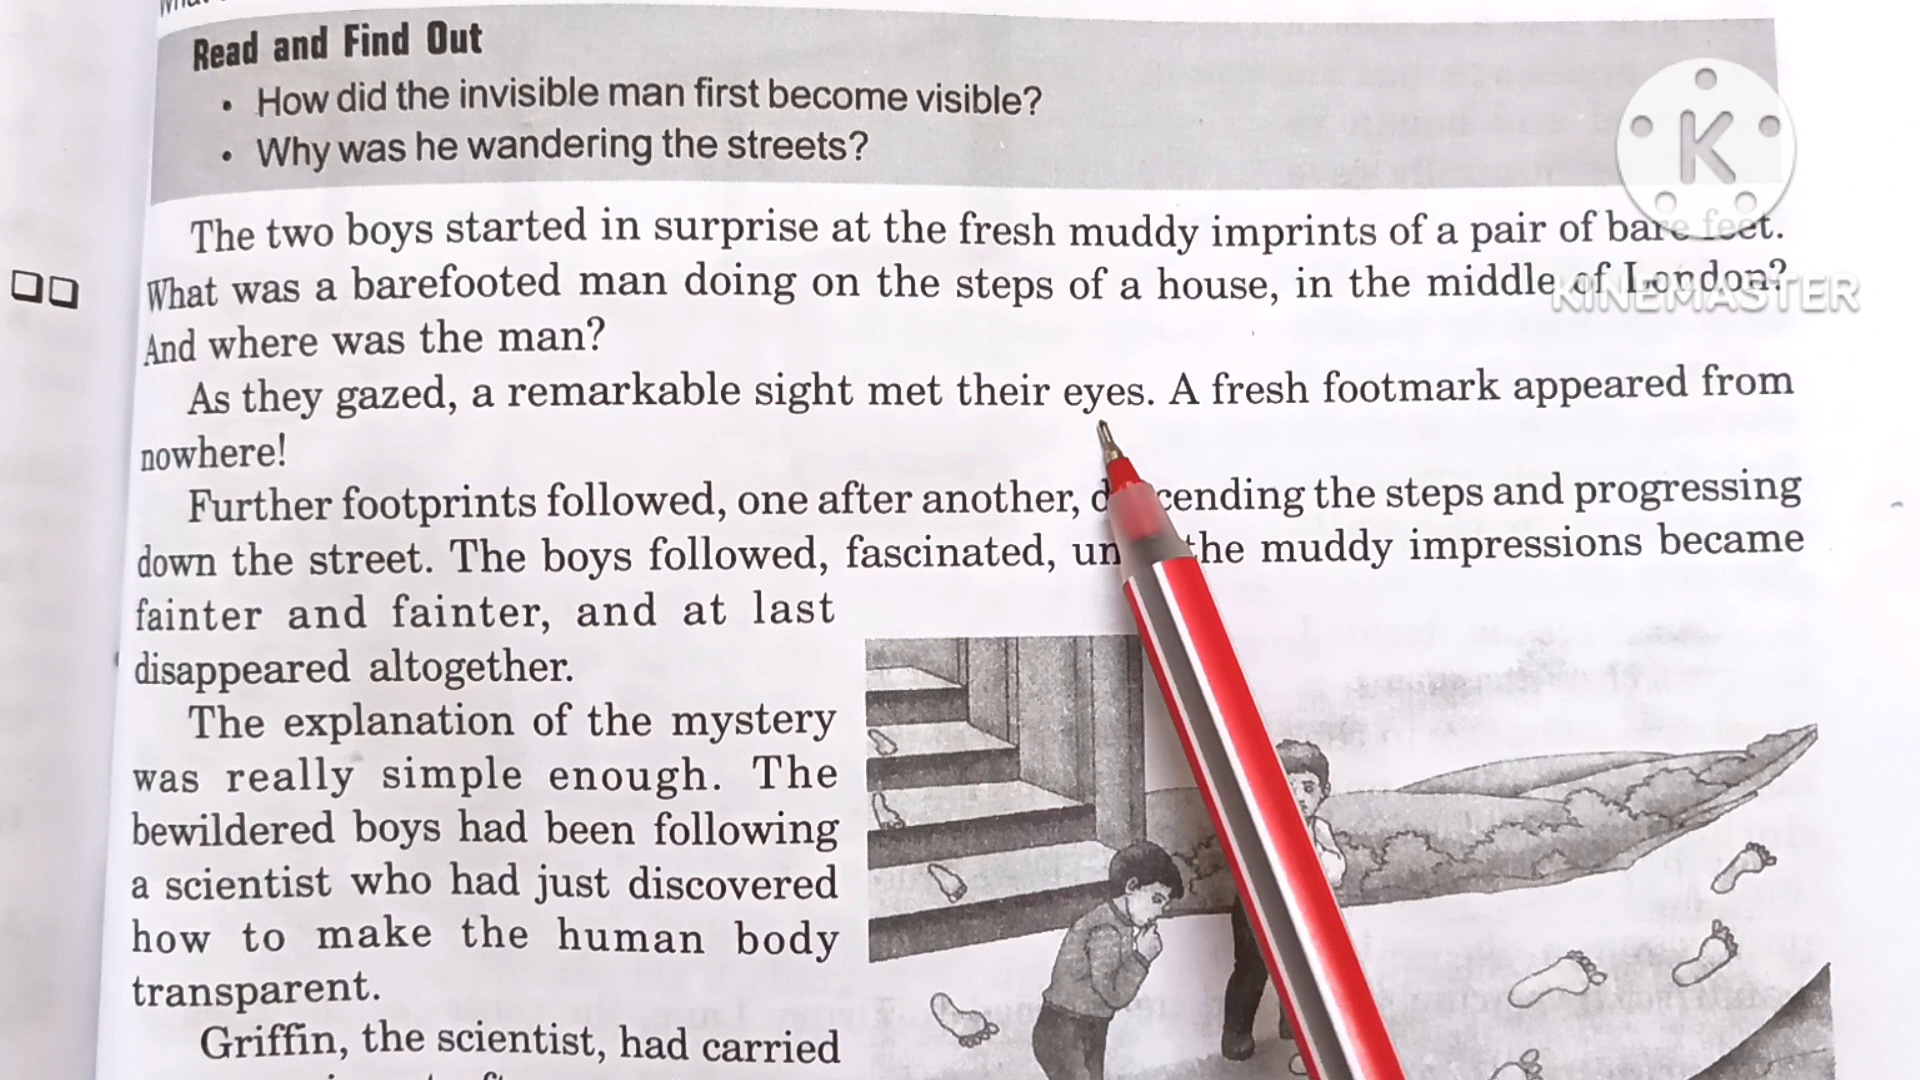 Read and Find Out
• How did the invisible man first become visible?
• Why was he wandering the streets?
K
KINEMASTER
The two boys started in surprise at the fresh muddy imprints of a pair of bare feet.
What was a barefooted man doing on the steps of a house, in the middle of London?
And where was the man?
As they gazed, a remarkable sight met their eyes. A fresh footmark appeared from
nowhere!
Further footprints followed, one after another, d cending the steps and progressing
down the street. The boys followed, fascinated, un the muddy impressions became
fainter and fainter, and at last
disappeared altogether.
The explanation of the mystery
was really simple enough. The
bewildered boys had been following
a scientist who had just discovered
how to make the human body
transparent.
Griffin, the scientist, had carried